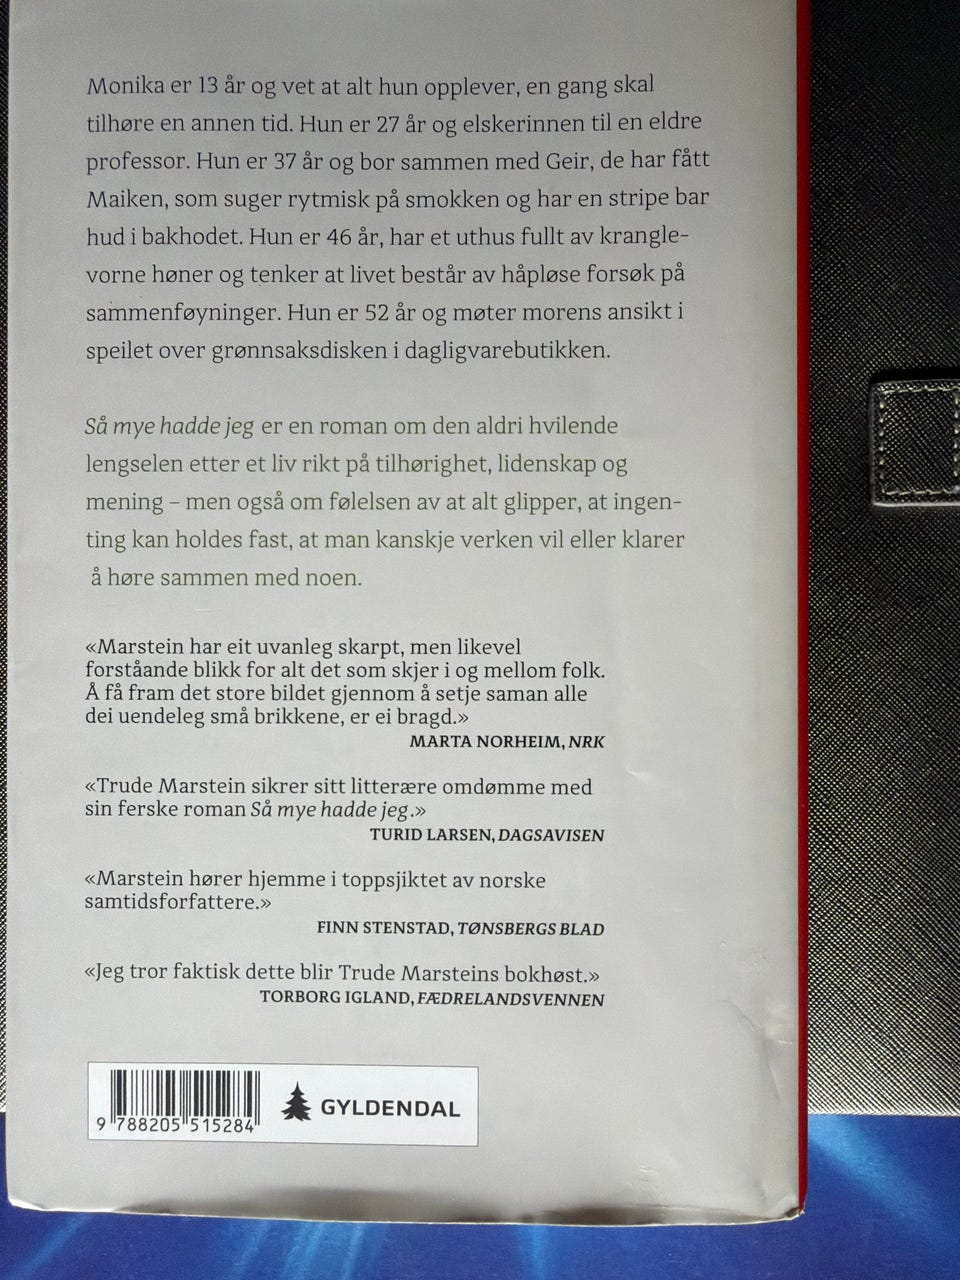 Monika er 13 år og vet at alt hun opplever, en gang skal
tilhøre en annen tid. Hun er 27 år og elskerinnen til en eldre
professor. Hun er 37 år og bor sammen med Geir, de har fått
Maiken, som suger rytmisk på smokken og har en stripe bar
hud i bakhodet. Hun er 46 år, har et uthus fullt av krangle-
vorne høner og tenker at livet består av håpløse forsøk på
sammenføyninger. Hun er 52 år og møter morens ansikt i
speilet over grønnsaksdisken i dagligvarebutikken.
Så mye hadde jeg er en roman om den aldri hvilende
lengselen etter et liv rikt på tilhørighet, lidenskap og
mening – men også om følelsen av at alt glipper, at ingen-
ting kan holdes fast, at man kanskje verken vil eller klarer
å høre sammen med noen.
«Marstein har eit uvanleg skarpt, men likevel
forståande blikk for alt det som skjer i og mellom folk.
Å få fram det store bildet gjennom å setje saman alle
dei uendeleg små brikkene, er ei bragd.»
MARTA NORHEIM, NRK
«Trude Marstein sikrer sitt litterære omdømme med
sin ferske roman Så mye hadde jeg.»
TURID LARSEN, DAGSAVISEN
«Marstein hører hjemme i toppsjiktet av norske
samtidsforfattere.»
FINN STENSTAD, TØNSBERGS BLAD
«Jeg tror faktisk dette blir Trude Marsteins bokhøst.»
TORBORG IGLAND, FÆDRELANDSVENNEN
GYLDENDAL
9 788205 515284